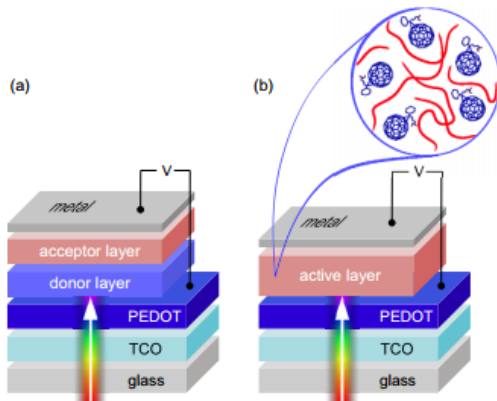 (a)
V
metal
acceptor layer
donor layer
PEDOT
TCO
glass
(b)
V
metal
active layer
PEDOT
TCO
glass